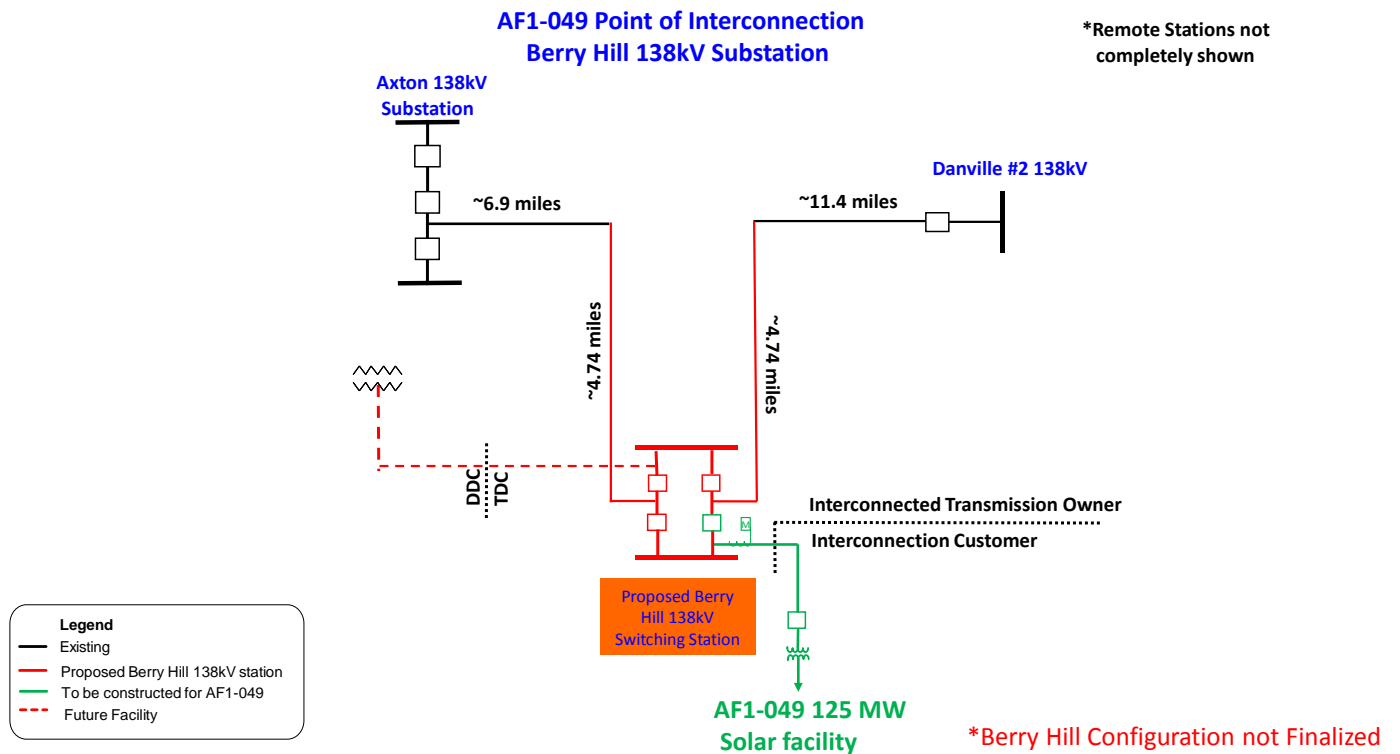 AF1-049 Point of Interconnection
Berry Hill 138kV Substation
*Remote Stations not
completely shown
Axton 138kV
Substation
Danville #2 138kV
~6.9 miles
~11.4 miles
~4.74 miles
~4.74 miles
DDC
TDC
M
Interconnected Transmission Owner
Interconnection Customer
Proposed Berry
Hill 138kV
Switching Station
Legend
Existing
Proposed Berry Hill 138kV station
To be constructed for AF1-049
Future Facility
AF1-049 125 MW
Solar facility
*Berry Hill Configuration not Finalized